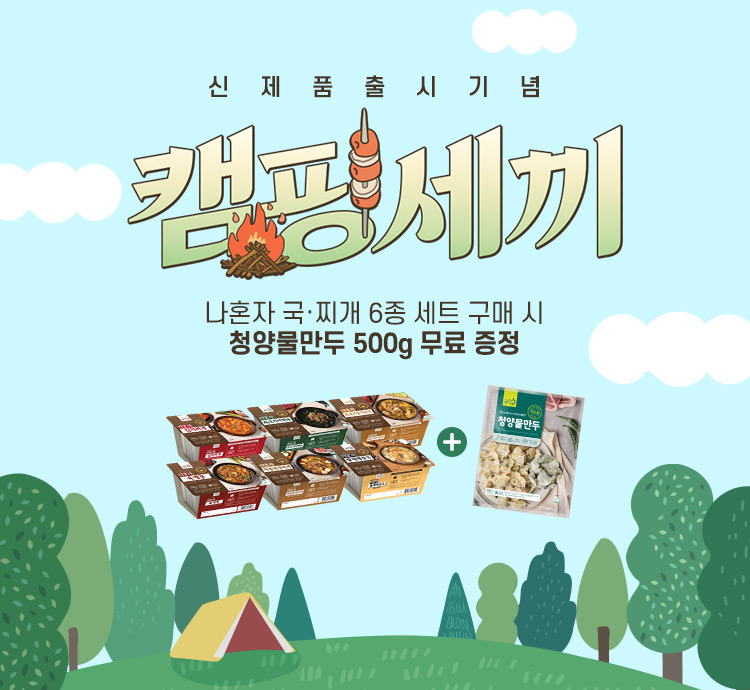 신제품출시기념
캠핑세끼
나혼자 국·찌개 6종 세트 구매 시
청양물만두 500g 무료 증정
+
청양물만두